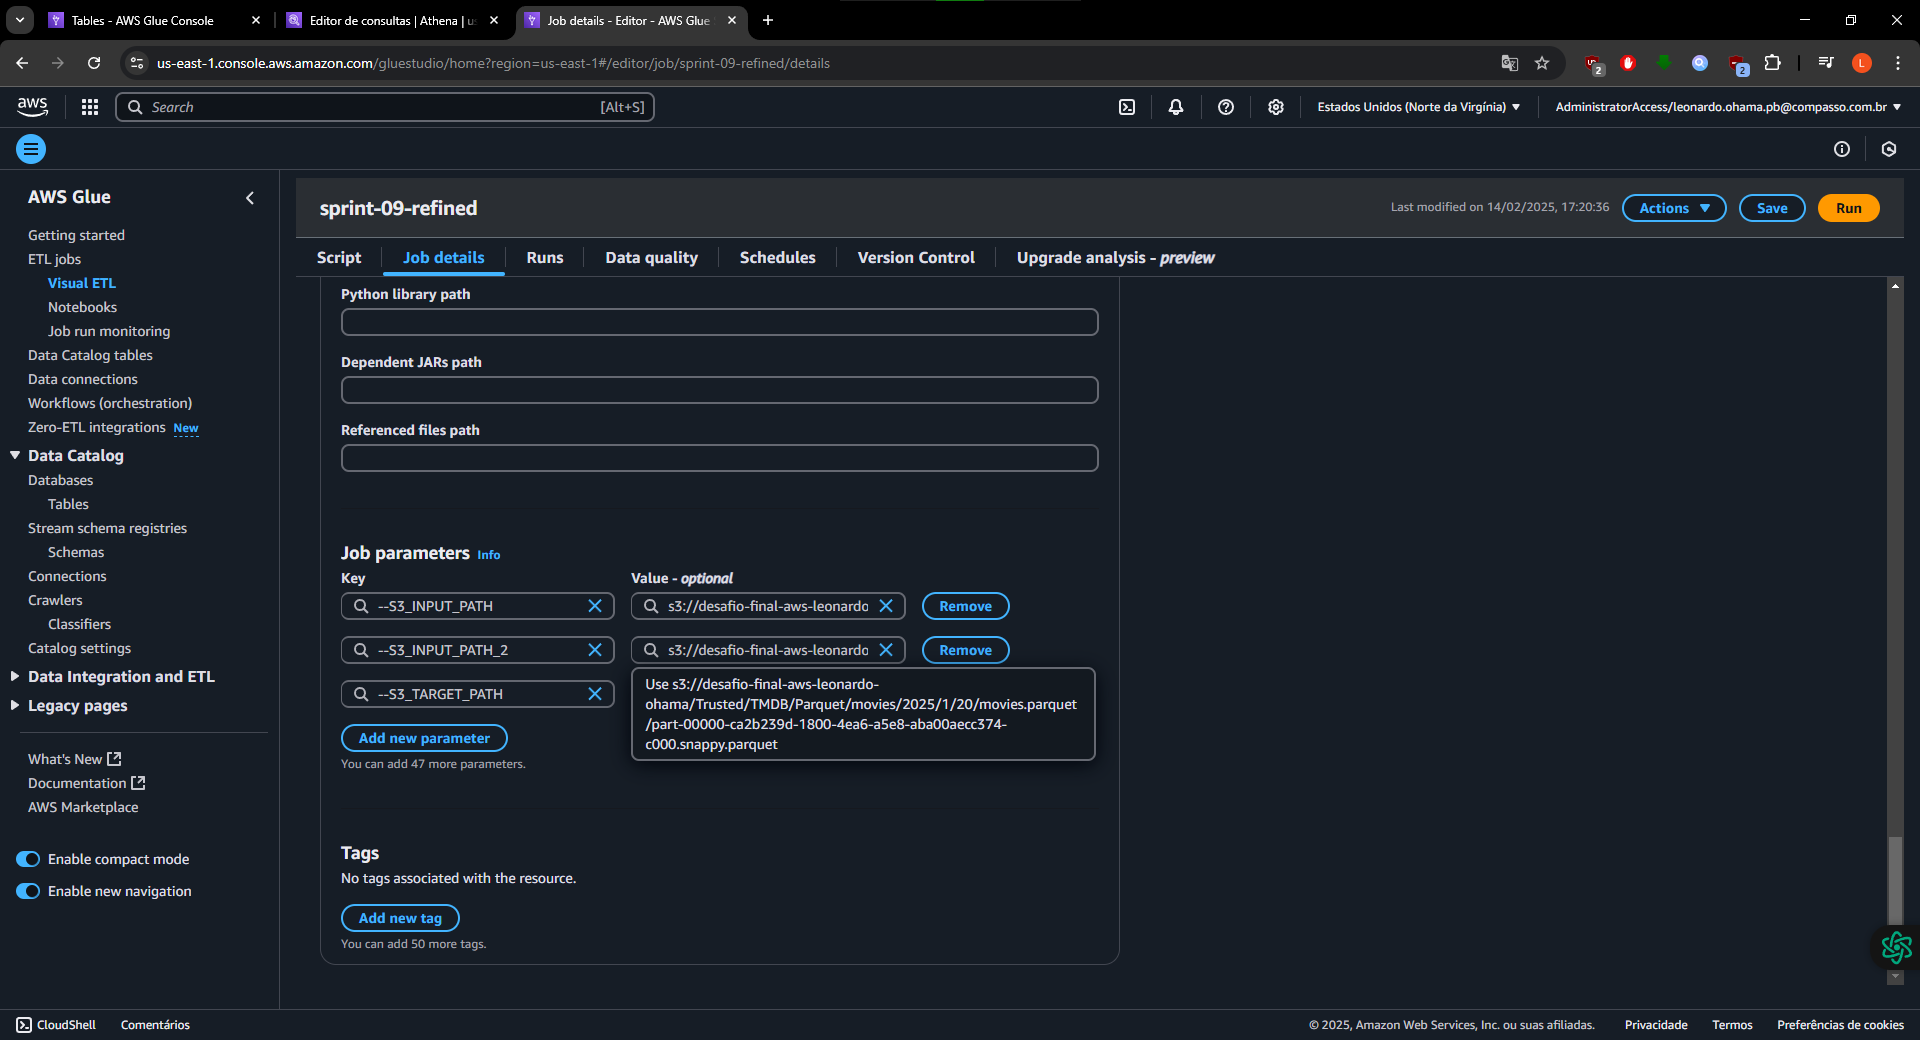 Tables - AWS Glue Console
Editor de consultas | Athena | us
Job details - Editor - AWS Glue
us-east-1.console.aws.amazon.com/gluestudio/home?region=us-east-1#/editor/job/sprint-09-refined/details
2
2
L
aws
Search
[Alt+S]
Estados Unidos (Norte da Virgínia)
AdministratorAccess/leonardo.ohama.pb@compasso.com.br
AWS Glue
Getting started
ETL jobs
Visual ETL
Notebooks
Job run monitoring
Data Catalog tables
Data connections
Workflows (orchestration)
Zero-ETL integrations New
Data Catalog
Databases
Tables
Stream schema registries
Schemas
Connections
Crawlers
Classifiers
Catalog settings
Data Integration and ETL
Legacy pages
What's New
Documentation
AWS Marketplace
Enable compact mode
Enable new navigation
sprint-09-refined
Last modified on 14/02/2025, 17:20:36
Actions
Save
Run
Script
Job details
Runs
Data quality
Schedules
Version Control
Upgrade analysis - preview
Python library path
Dependent JARs path
Referenced files path
Job parameters Info
Key
Value - optional
--S3_INPUT_PATH
s3://desafio-final-aws-leonardo
Remove
--S3_INPUT_PATH_2
s3://desafio-final-aws-leonardo
Remove
--S3_TARGET_PATH
Use s3://desafio-final-aws-leonardo-
ohama/Trusted/TMDB/Parquet/movies/2025/1/20/movies.parquet
/part-00000-ca2b239d-1800-4ea6-a5e8-aba00aecc374-
c000.snappy.parquet
Add new parameter
You can add 47 more parameters.
Tags
No tags associated with the resource.
Add new tag
You can add 50 more tags.
CloudShell
Comentários
© 2025, Amazon Web Services, Inc. ou suas afiliadas.
Privacidade
Termos
Preferências de cookies